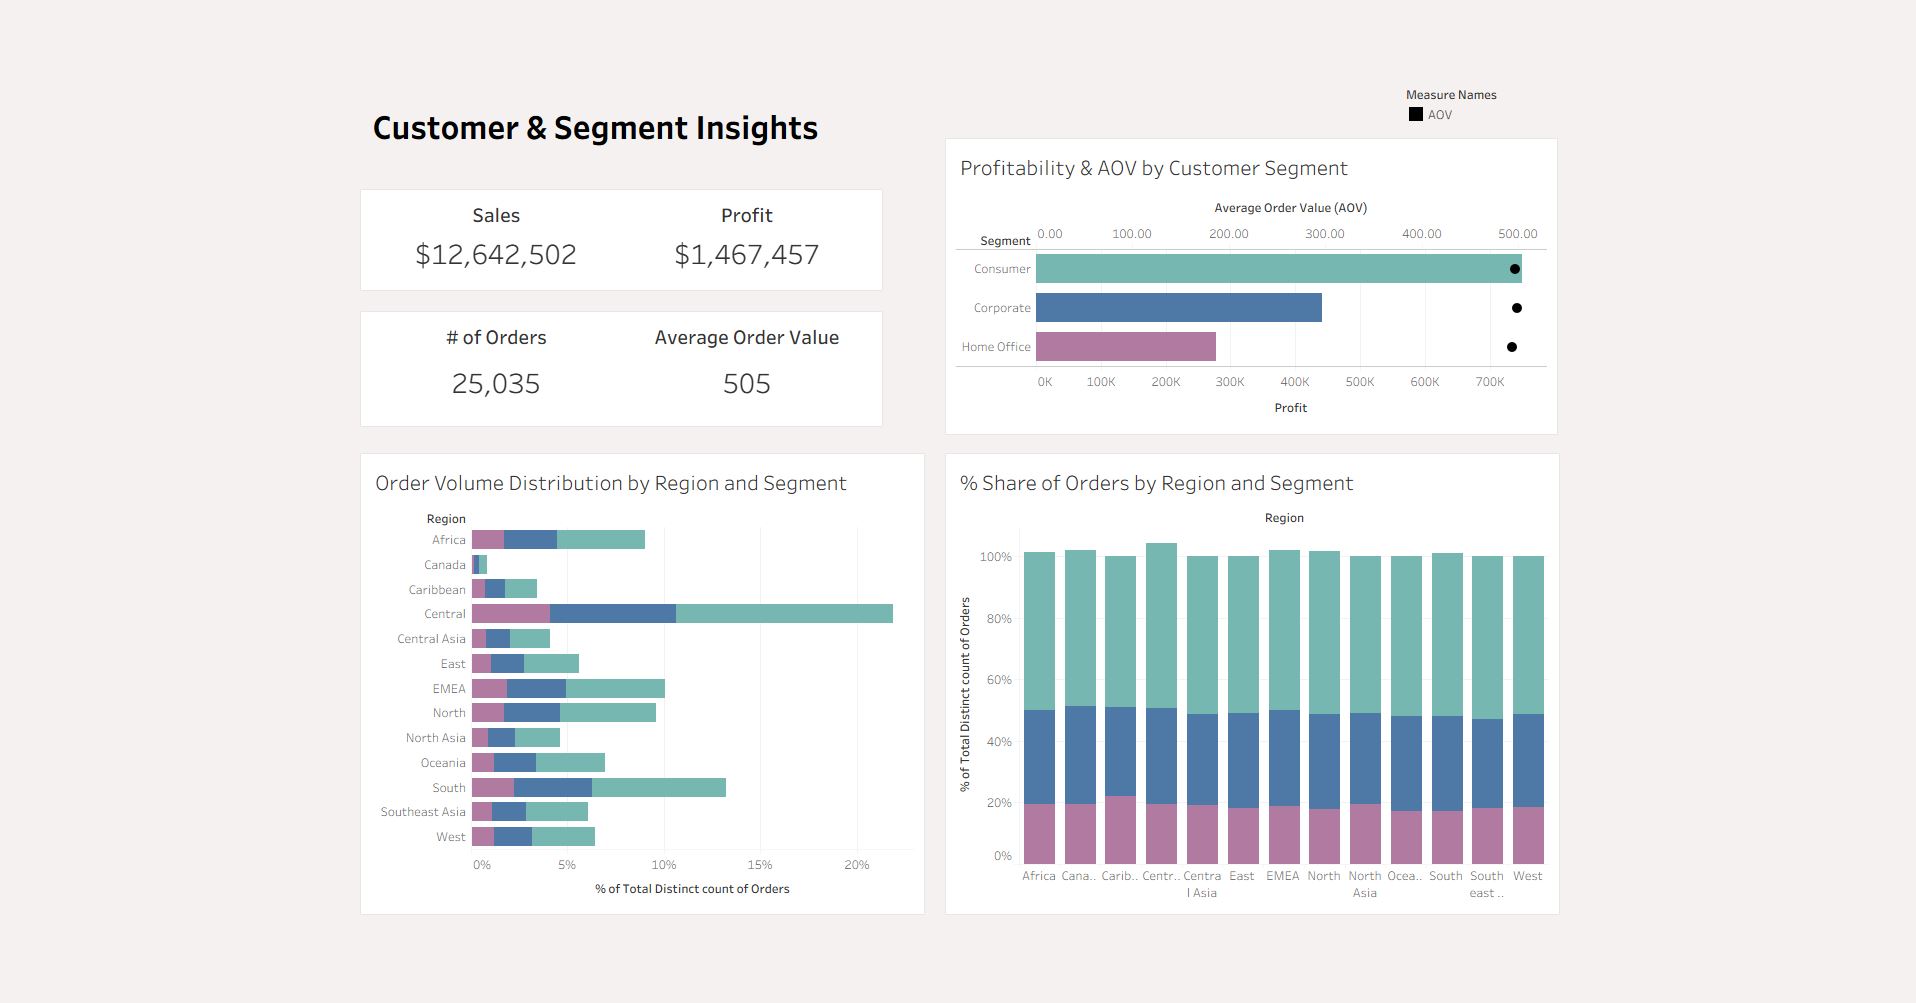 Customer & Segment Insights
Measure Names
AOV
Sales
Profit
$12,642,502
$1,467,457
# of Orders
Average Order Value
25,035
505
Profitability & AOV by Customer Segment
Average Order Value (AOV)
Segment
0.00 100.00 200.00 300.00 400.00 500.00
Consumer
Corporate
Home Office
0K 100K 200K 300K 400K 500K 600K 700K
Profit
Order Volume Distribution by Region and Segment
Region
Africa
Canada
Caribbean
Central
Central Asia
East
EMEA
North
North Asia
Oceania
South
Southeast Asia
West
0% 5% 10% 15% 20%
% of Total Distinct count of Orders
% Share of Orders by Region and Segment
Region
% of Total Distinct count of Orders
100%
80%
60%
40%
20%
0%
Africa Cana.. Carib.. Centr.. Centra East EMEA North North Ocea.. South South West
l Asia Asia east ..